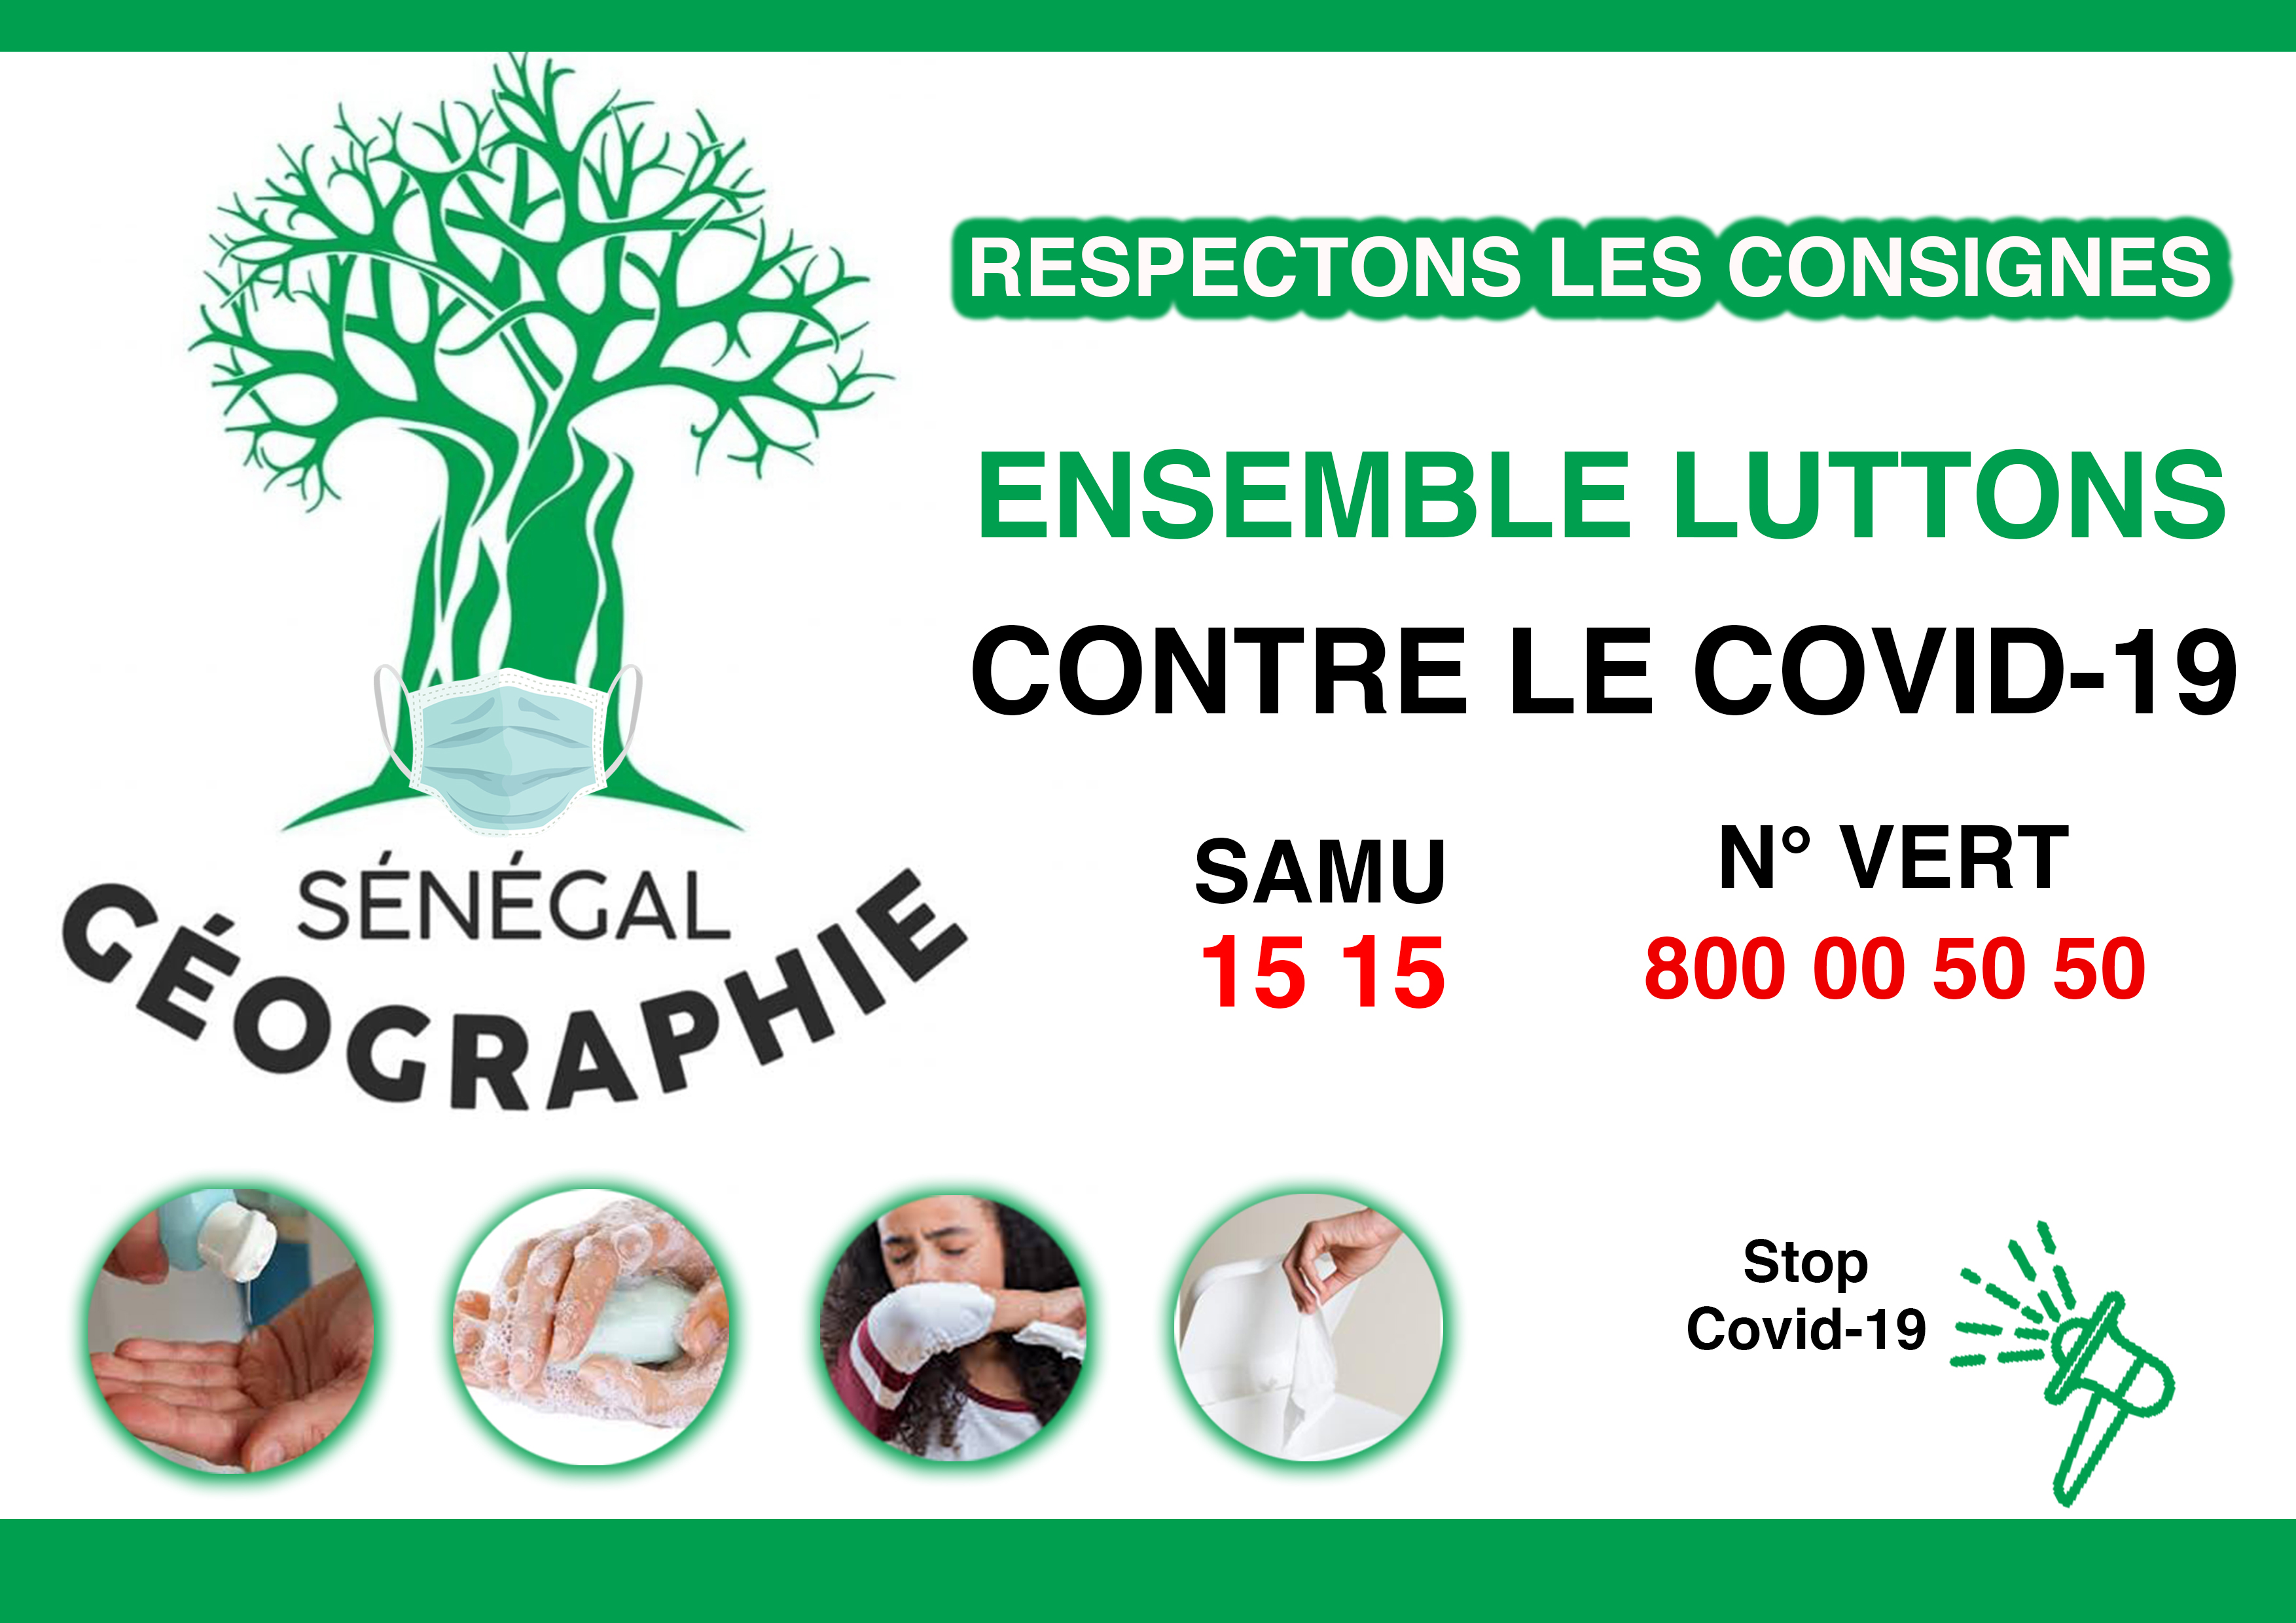 RESPECTONS LES CONSIGNES
ENSEMBLE LUTTONS
CONTRE LE COVID-19
SAMU
15 15
N° VERT
800 00 50 50
SÉNÉGAL
GÉOGRAPHIE
Stop
Covid-19